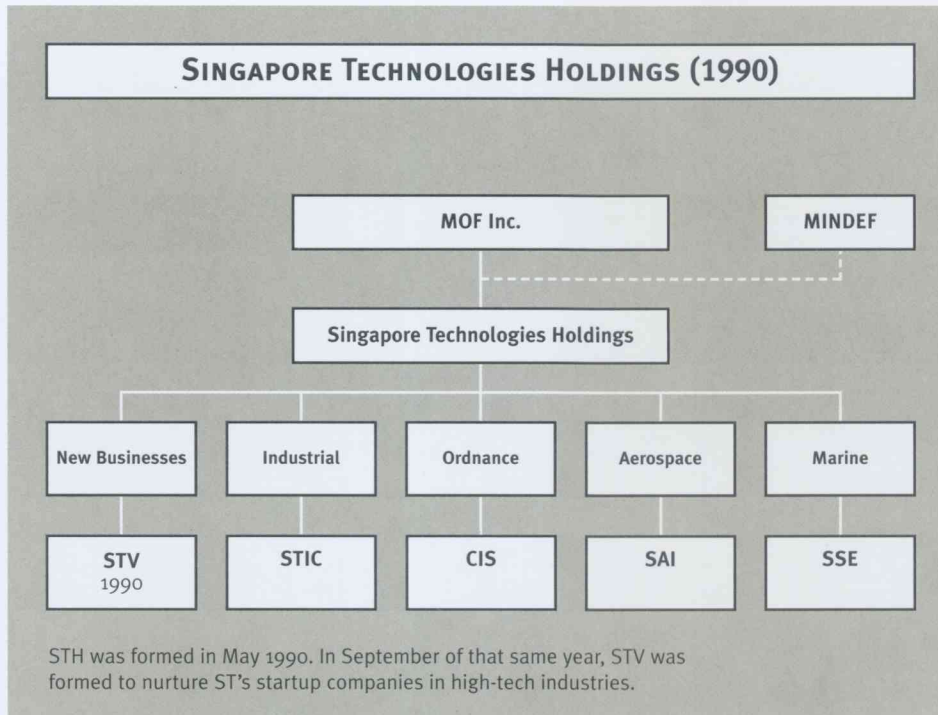 SINGAPORE TECHNOLOGIES HOLDINGS (1990)
MOF Inc.
MINDEF
Singapore Technologies Holdings
New Businesses
Industrial
Ordnance
Aerospace
Marine
STV
1990
STIC
CIS
SAI
SSE
STH was formed in May 1990. In September of that same year, STV was
formed to nurture ST's startup companies in high-tech industries.